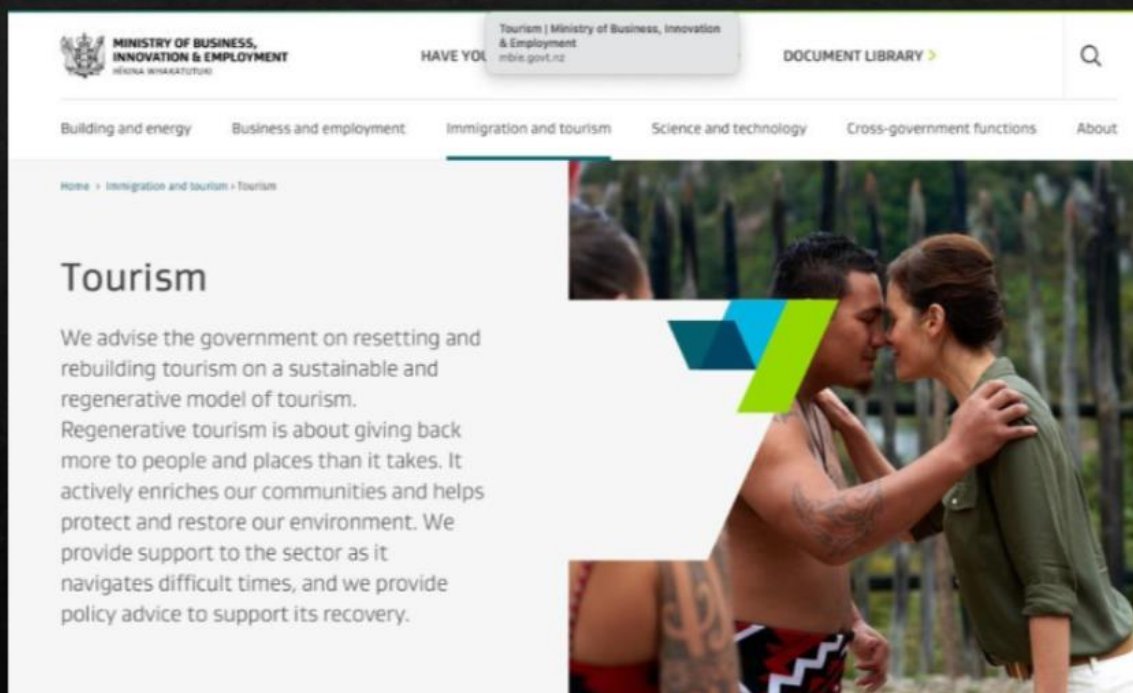 MINISTRY OF BUSINESS,
INNOVATION & EMPLOYMENT
HĪKINA WHAKATUTUKI
HAVE YOU
Tourism | Ministry of Business, Innovation
& Employment
mbie.govt.nz
DOCUMENT LIBRARY >
Building and energy
Business and employment
Immigration and tourism
Science and technology
Cross-government functions
About
Home > Immigration and tourism > Tourism
Tourism
We advise the government on resetting and
rebuilding tourism on a sustainable and
regenerative model of tourism.
Regenerative tourism is about giving back
more to people and places than it takes. It
actively enriches our communities and helps
protect and restore our environment. We
provide support to the sector as it
navigates difficult times, and we provide
policy advice to support its recovery.